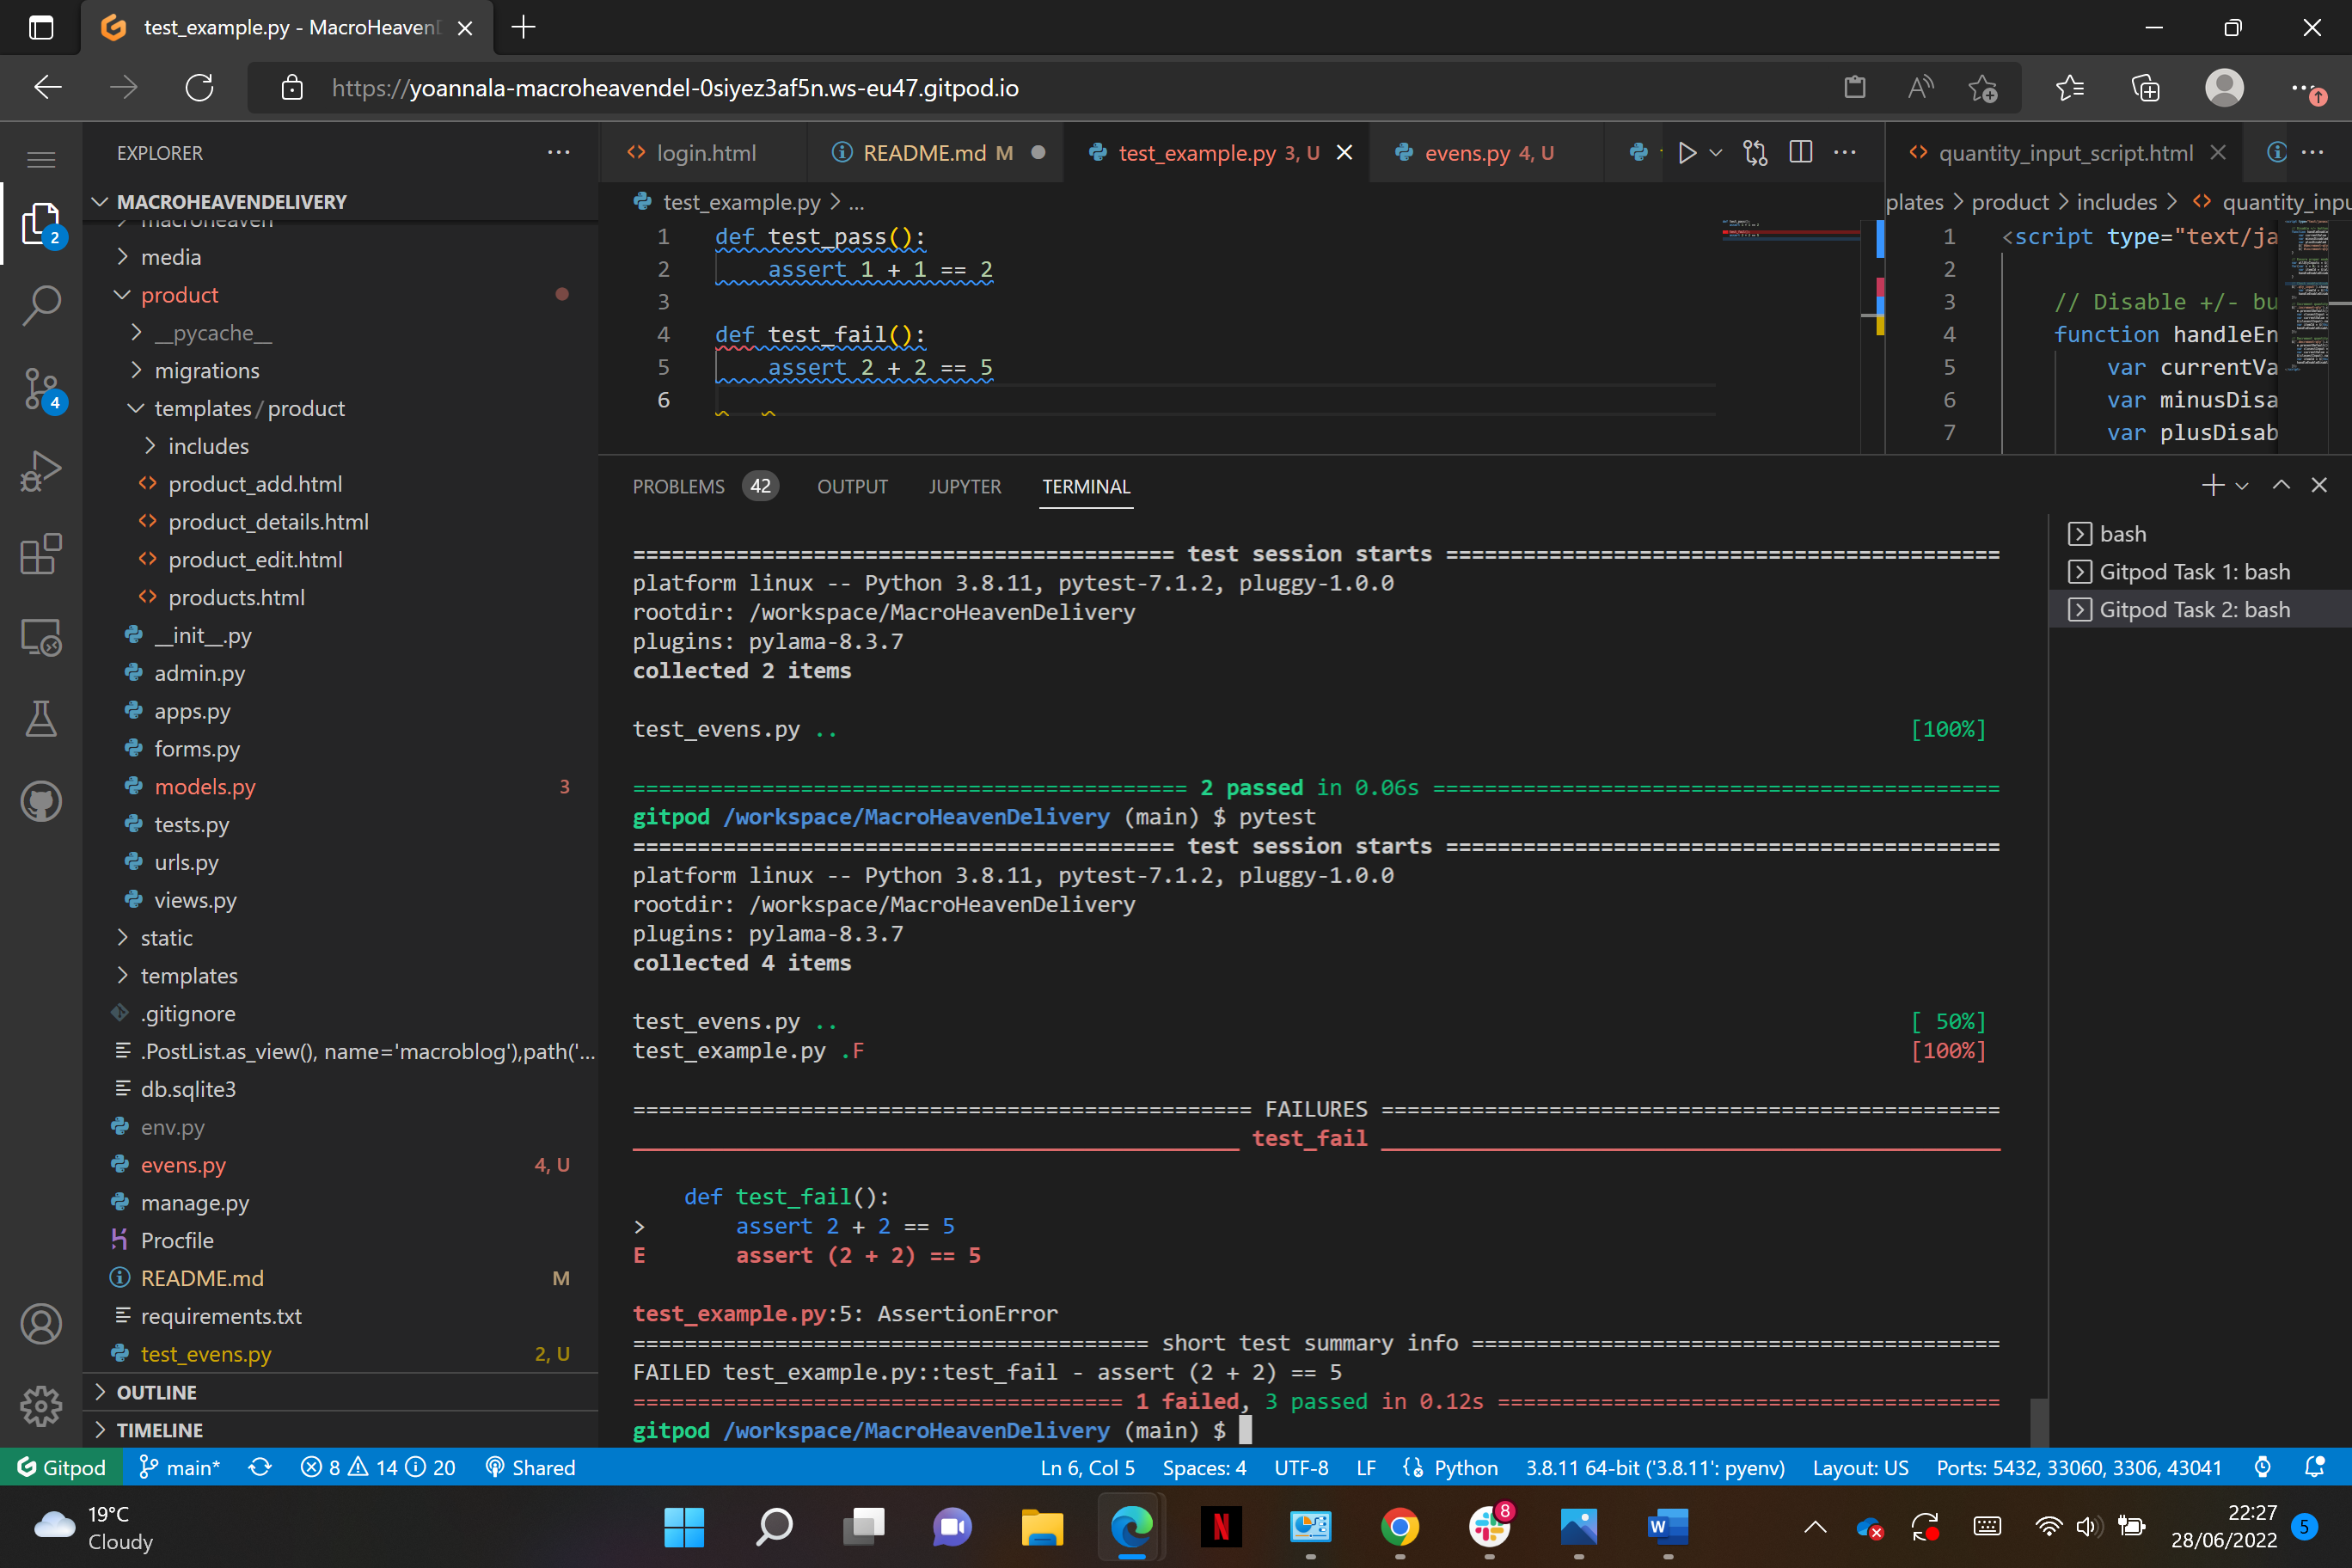 test_example.py - MacroHeavenD
https://yoannala-macroheavendel-0siyez3af5n.ws-eu47.gitpod.io
EXPLORER
MACROHEAVENDELIVERY
macroheaven
media
product
__pycache__
migrations
templates / product
includes
product_add.html
product_details.html
product_edit.html
products.html
__init__.py
admin.py
apps.py
forms.py
models.py 3
tests.py
urls.py
views.py
static
templates
.gitignore
.PostList.as_view(), name='macroblog'),path('...
db.sqlite3
env.py
evens.py 4, U
manage.py
Procfile
README.md M
requirements.txt
test_evens.py 2, U
OUTLINE
TIMELINE
2
4
login.html README.md M test_example.py 3, U evens.py 4, U
test_example.py > ...
1 def test_pass():
2 assert 1 + 1 == 2
3
4 def test_fail():
5 assert 2 + 2 == 5
6
quantity_input_script.html
plates > product > includes > quantity_inpu
1 <script type="text/ja
2
3 // Disable +/- bu
4 function handleEn
5 var currentVa
6 var minusDisa
7 var plusDisab
PROBLEMS 42 OUTPUT JUPYTER TERMINAL
========================================== test session starts ===========================================
platform linux -- Python 3.8.11, pytest-7.1.2, pluggy-1.0.0
rootdir: /workspace/MacroHeavenDelivery
plugins: pylama-8.3.7
collected 2 items
test_evens.py .. [100%]
=========================================== 2 passed in 0.06s ============================================
gitpod /workspace/MacroHeavenDelivery (main) $ pytest
========================================== test session starts ===========================================
platform linux -- Python 3.8.11, pytest-7.1.2, pluggy-1.0.0
rootdir: /workspace/MacroHeavenDelivery
plugins: pylama-8.3.7
collected 4 items
test_evens.py .. [ 50%]
test_example.py .F [100%]
================================================ FAILURES ================================================
_______________________________________________ test_fail ________________________________________________
def test_fail():
> assert 2 + 2 == 5
E assert (2 + 2) == 5
test_example.py:5: AssertionError
======================================== short test summary info =========================================
FAILED test_example.py::test_fail - assert (2 + 2) == 5
====================================== 1 failed, 3 passed in 0.12s =======================================
gitpod /workspace/MacroHeavenDelivery (main) $
bash
Gitpod Task 1: bash
Gitpod Task 2: bash
Gitpod main* 8 14 20 Shared Ln 6, Col 5 Spaces: 4 UTF-8 LF Python 3.8.11 64-bit ('3.8.11': pyenv) Layout: US Ports: 5432, 33060, 3306, 43041
19°C
Cloudy
N
8
W
22:27
28/06/2022
5